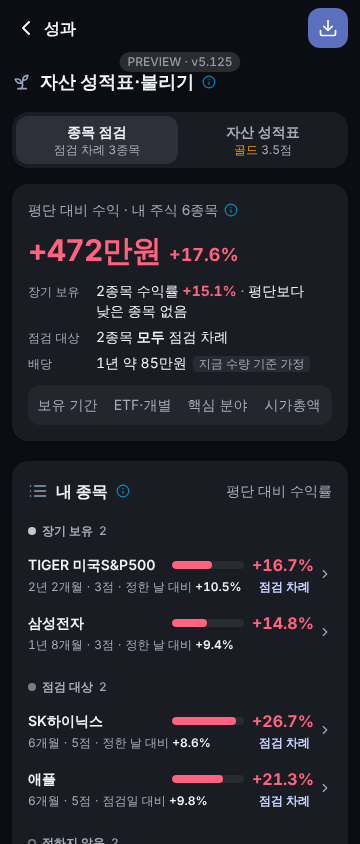 성과
PREVIEW · v5.125
자산 성적표·불리기
종목 점검
점검 차례 3종목
자산 성적표
골드 3.5점
평단 대비 수익 · 내 주식 6종목
+472만원 +17.6%
장기 보유 2종목 수익률 +15.1% · 평단보다
낮은 종목 없음
점검 대상 2종목 모두 점검 차례
배당 1년 약 85만원 지금 수량 기준 가정
보유 기간 ETF·개별 핵심 분야 시가총액
내 종목 평단 대비 수익률
장기 보유 2
TIGER 미국S&P500 +16.7%
2년 2개월 · 3점 · 정한 날 대비 +10.5% 점검 차례
삼성전자 +14.8%
1년 8개월 · 3점 · 정한 날 대비 +9.4%
점검 대상 2
SK하이닉스 +26.7%
6개월 · 5점 · 정한 날 대비 +8.6% 점검 차례
애플 +21.3%
6개월 · 5점 · 점검일 대비 +9.8% 점검 차례
정하지 않음 2